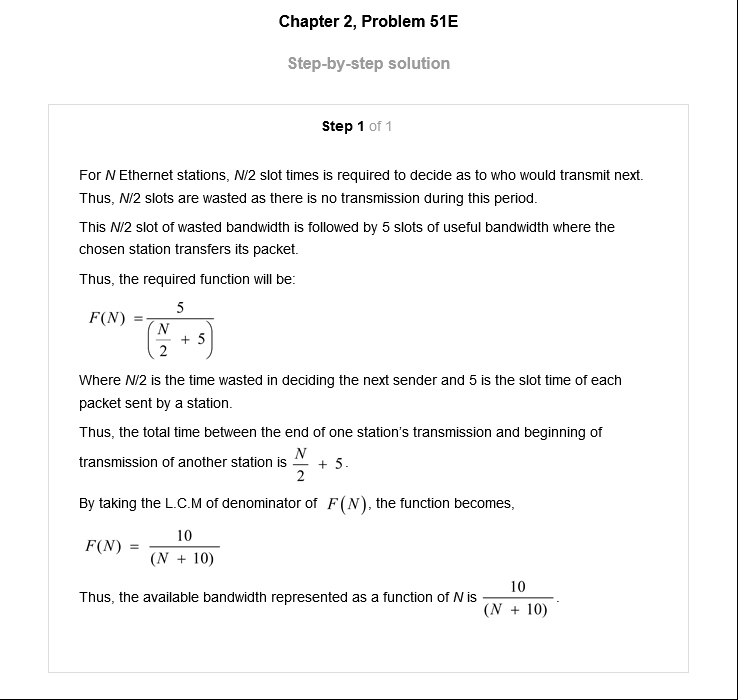 Chapter 2, Problem 51E
Step-by-step solution
Step 1 of 1
For N Ethernet stations, N/2 slot times is required to decide as to who would transmit next.
Thus, N/2 slots are wasted as there is no transmission during this period.
This N/2 slot of wasted bandwidth is followed by 5 slots of useful bandwidth where the
chosen station transfers its packet.
Thus, the required function will be:
F(N) = 5 / (N/2 + 5)
Where N/2 is the time wasted in deciding the next sender and 5 is the slot time of each
packet sent by a station.
Thus, the total time between the end of one station's transmission and beginning of
transmission of another station is N/2 + 5.
By taking the L.C.M of denominator of F(N), the function becomes,
F(N) = 10 / (N + 10)
Thus, the available bandwidth represented as a function of N is 10 / (N + 10).